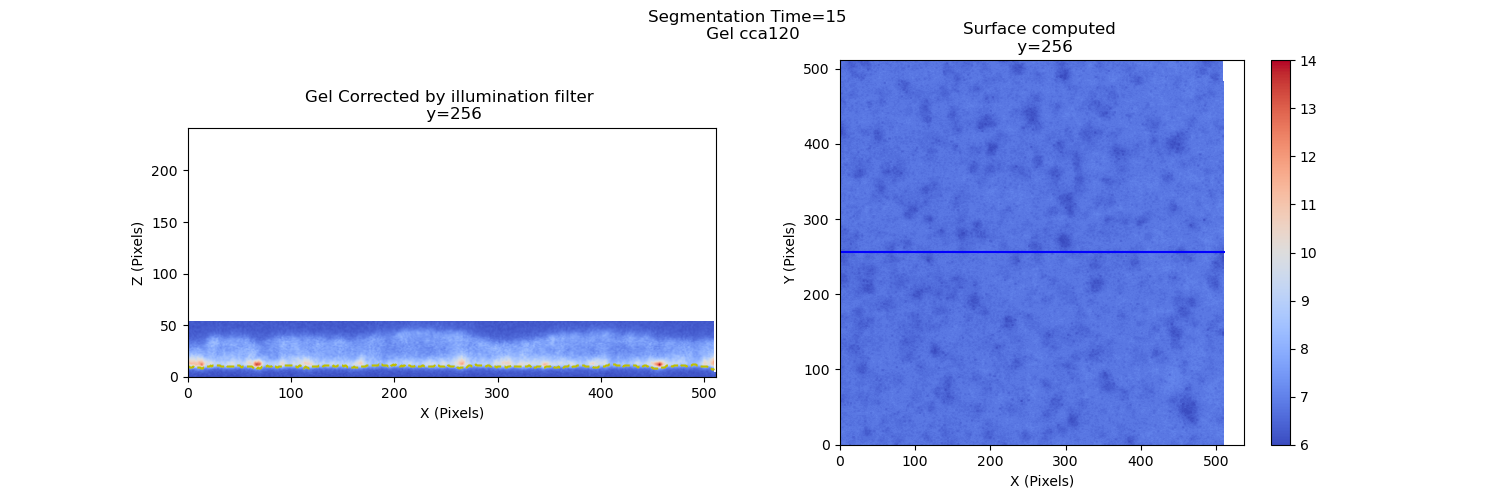 Segmentation Time=15
Gel cca120
Gel Corrected by illumination filter
y=256
200
150
100
50
0
Z (Pixels)
0 100 200 300 400 500
X (Pixels)
Surface computed
y=256
500
400
300
200
100
0
Y (Pixels)
0 100 200 300 400 500
X (Pixels)
14
13
12
11
10
9
8
7
6